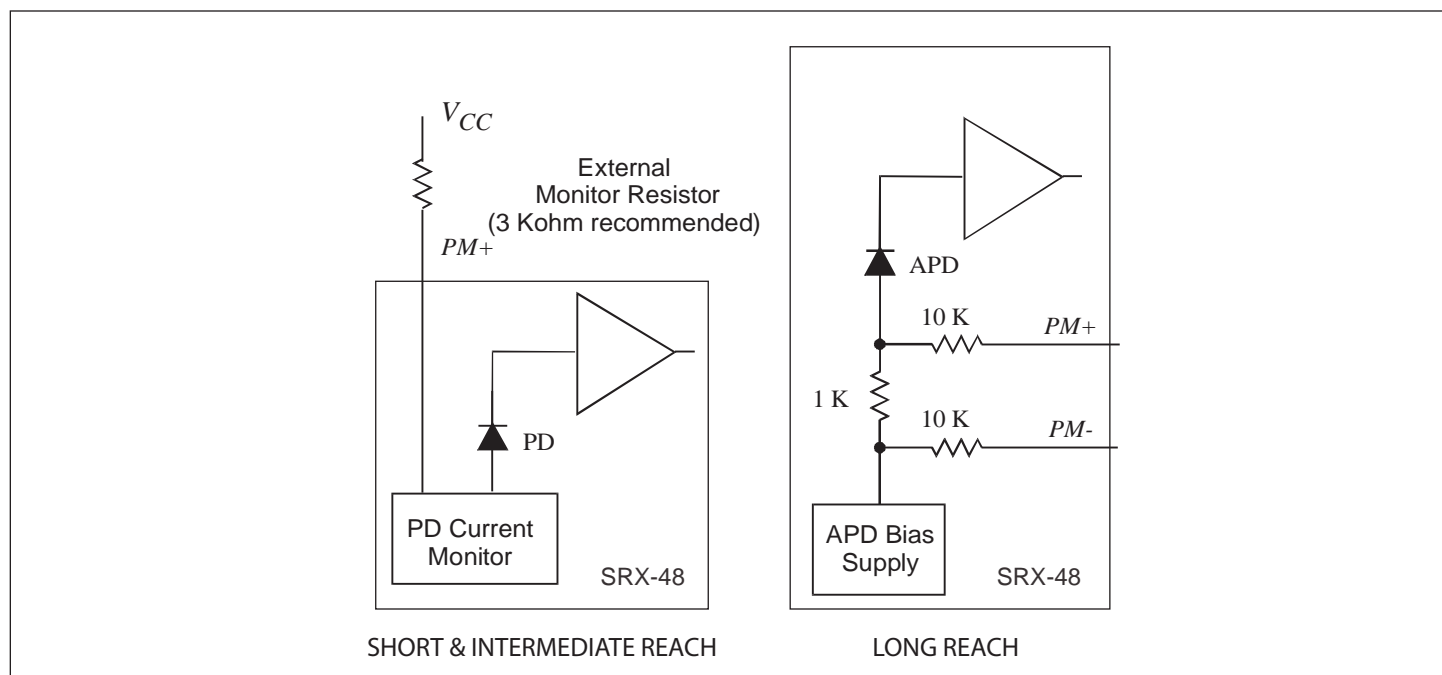 VCC
External
Monitor Resistor
(3 Kohm recommended)
PM+
PD
PD Current
Monitor
SRX-48
SHORT & INTERMEDIATE REACH
APD
10 K
PM+
1 K
10 K
PM-
APD Bias
Supply
SRX-48
LONG REACH